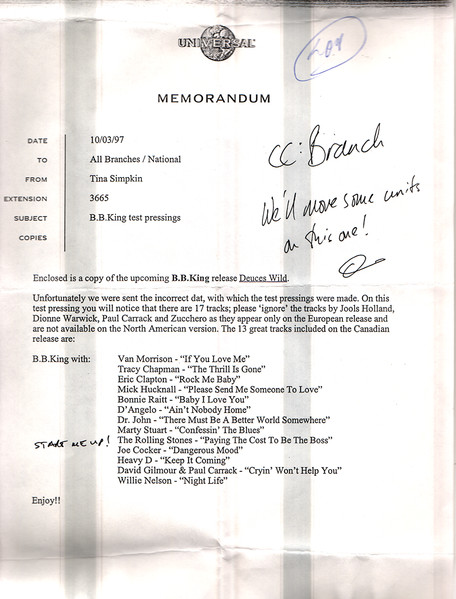 UNIVERSAL
MEMORANDUM
DATE 10/03/97
TO All Branches / National
FROM Tina Simpkin
EXTENSION 3665
SUBJECT B.B.King test pressings
COPIES
CC: Branch
We'll move some units
on this one!
Enclosed is a copy of the upcoming B.B.King release Deuces Wild.
Unfortunately we were sent the incorrect dat, with which the test pressings were made. On this
test pressing you will notice that there are 17 tracks; please ‘ignore’ the tracks by Jools Holland,
Dionne Warwick, Paul Carrack and Zucchero as they appear only on the European release and
are not available on the North American version. The 13 great tracks included on the Canadian
release are:
B.B.King with: Van Morrison - “If You Love Me”
Tracy Chapman - “The Thrill Is Gone”
Eric Clapton - “Rock Me Baby”
Mick Hucknall - “Please Send Me Someone To Love”
Bonnie Raitt - “Baby I Love You”
D’Angelo - “Ain’t Nobody Home”
Dr. John - “There Must Be A Better World Somewhere”
Marty Stuart - “Confessin’ The Blues”
START ME UP! The Rolling Stones - “Paying The Cost To Be The Boss”
Joe Cocker - “Dangerous Mood”
Heavy D - “Keep It Coming”
David Gilmour & Paul Carrack - “Cryin’ Won’t Help You”
Willie Nelson - “Night Life”
Enjoy!!